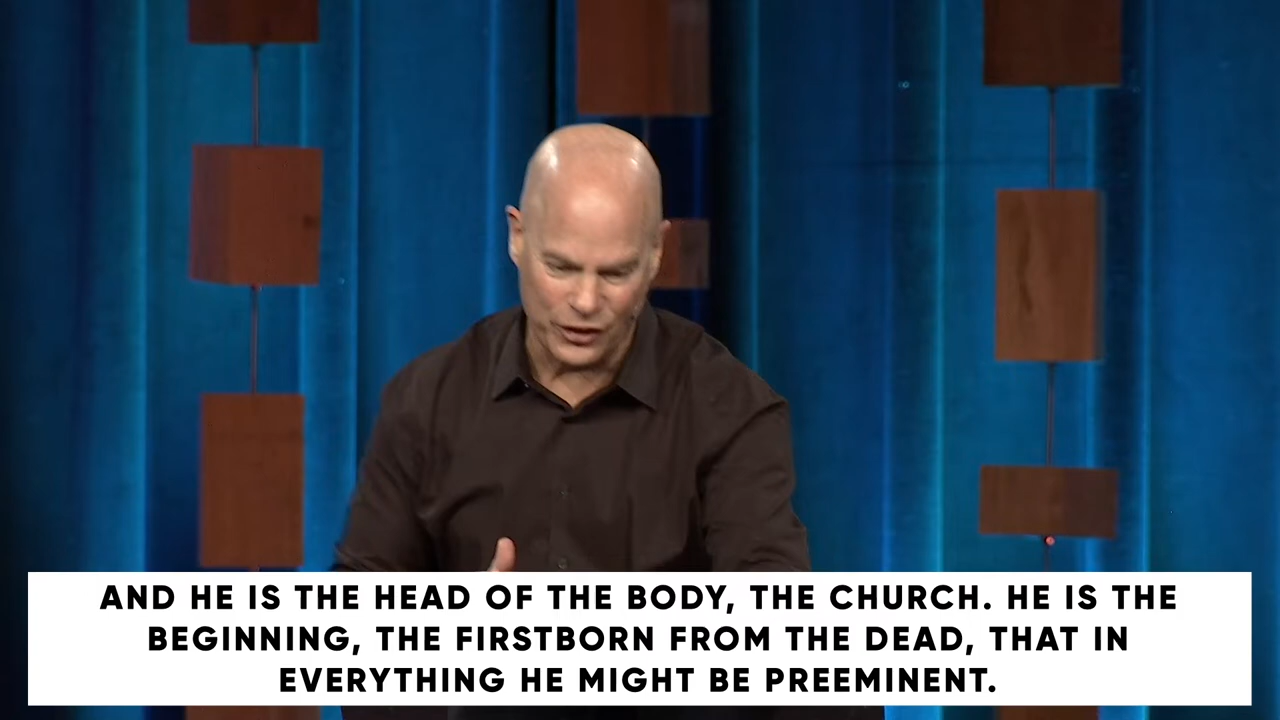 AND HE IS THE HEAD OF THE BODY, THE CHURCH. HE IS THE
BEGINNING, THE FIRSTBORN FROM THE DEAD, THAT IN
EVERYTHING HE MIGHT BE PREEMINENT.